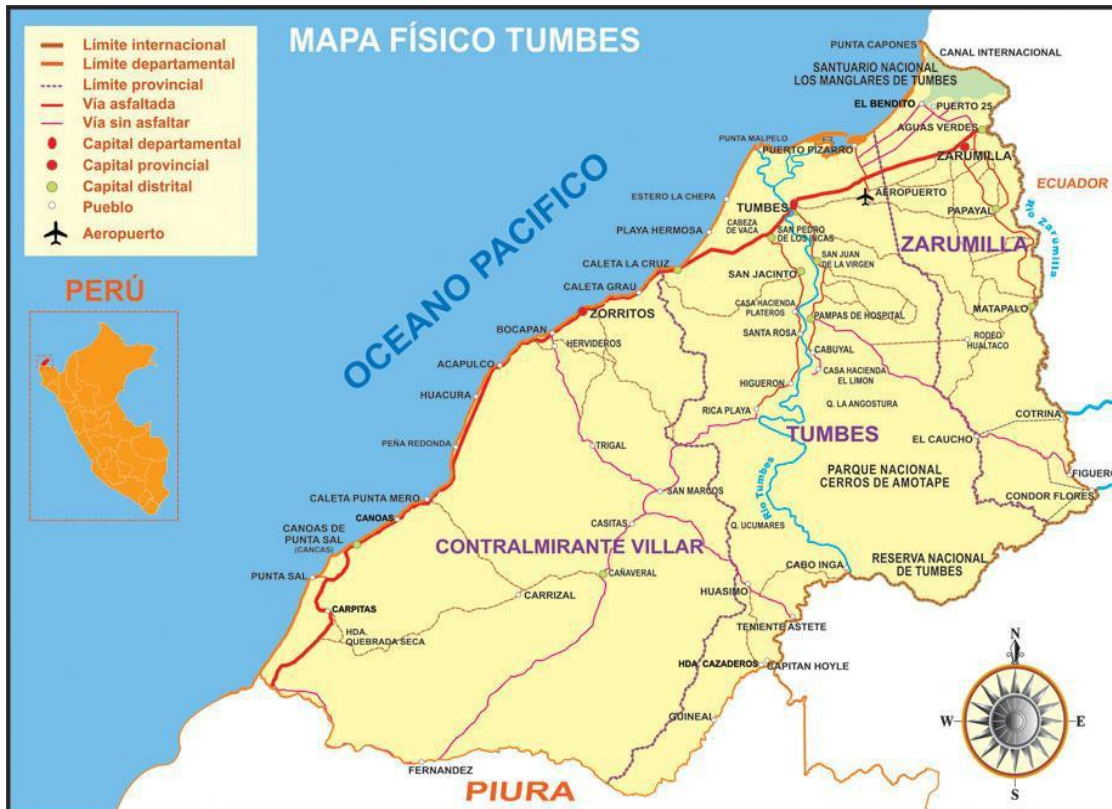 MAPA FÍSICO TUMBES
Límite internacional
Límite departamental
Límite provincial
Vía asfaltada
Vía sin asfaltar
Capital departamental
Capital provincial
Capital distrital
Pueblo
Aeropuerto
PERÚ
OCEANO PACIFICO
PUNTA CAPONES
CANAL INTERNACIONAL
SANTUARIO NACIONAL
LOS MANGLARES DE TUMBES
EL BENDITO
PUERTO 25
AGUAS VERDES
PUNTA MALPELO
PUERTO PIZARRO
ZARUMILLA
ECUADOR
AEROPUERTO
ESTERO LA CHEPA
TUMBES
PAPAYAL
Río Zarumilla
CABEZA
DE VACA
SAN PEDRO
DE LOS INCAS
PLAYA HERMOSA
ZARUMILLA
SAN JUAN
DE LA VIRGEN
CALETA LA CRUZ
SAN JACINTO
CALETA GRAU
CASA HACIENDA
PLATEROS
MATAPALO
ZORRITOS
PAMPAS DE HOSPITAL
BOCAPAN
HERVIDEROS
SANTA ROSA
RODEO
HUALTACO
CABUYAL
ACAPULCO
CASA HACIENDA
EL LIMON
HIGUERON
HUACURA
RICA PLAYA
Q. LA ANGOSTURA
COTRINA
TUMBES
EL CAUCHO
PEÑA REDONDA
TRIGAL
PARQUE NACIONAL
CERROS DE AMOTAPE
FIGUERO
CALETA PUNTA MERO
SAN MARCOS
Río Tumbes
CONDOR FLORES
CANOAS
CASITAS
Q. UCUMARES
CANOAS DE
PUNTA SAL
(CANCAS)
CONTRALMIRANTE VILLAR
RESERVA NACIONAL
DE TUMBES
CABO INGA
PUNTA SAL
CAÑAVERAL
HUASIMO
CARRIZAL
CARPITAS
TENIENTE ASTETE
HDA.
QUEBRADA SECA
HDA. CAZADEROS
CAPITAN HOYLE
GUINEAL
FERNANDEZ
PIURA
N
W
E
S